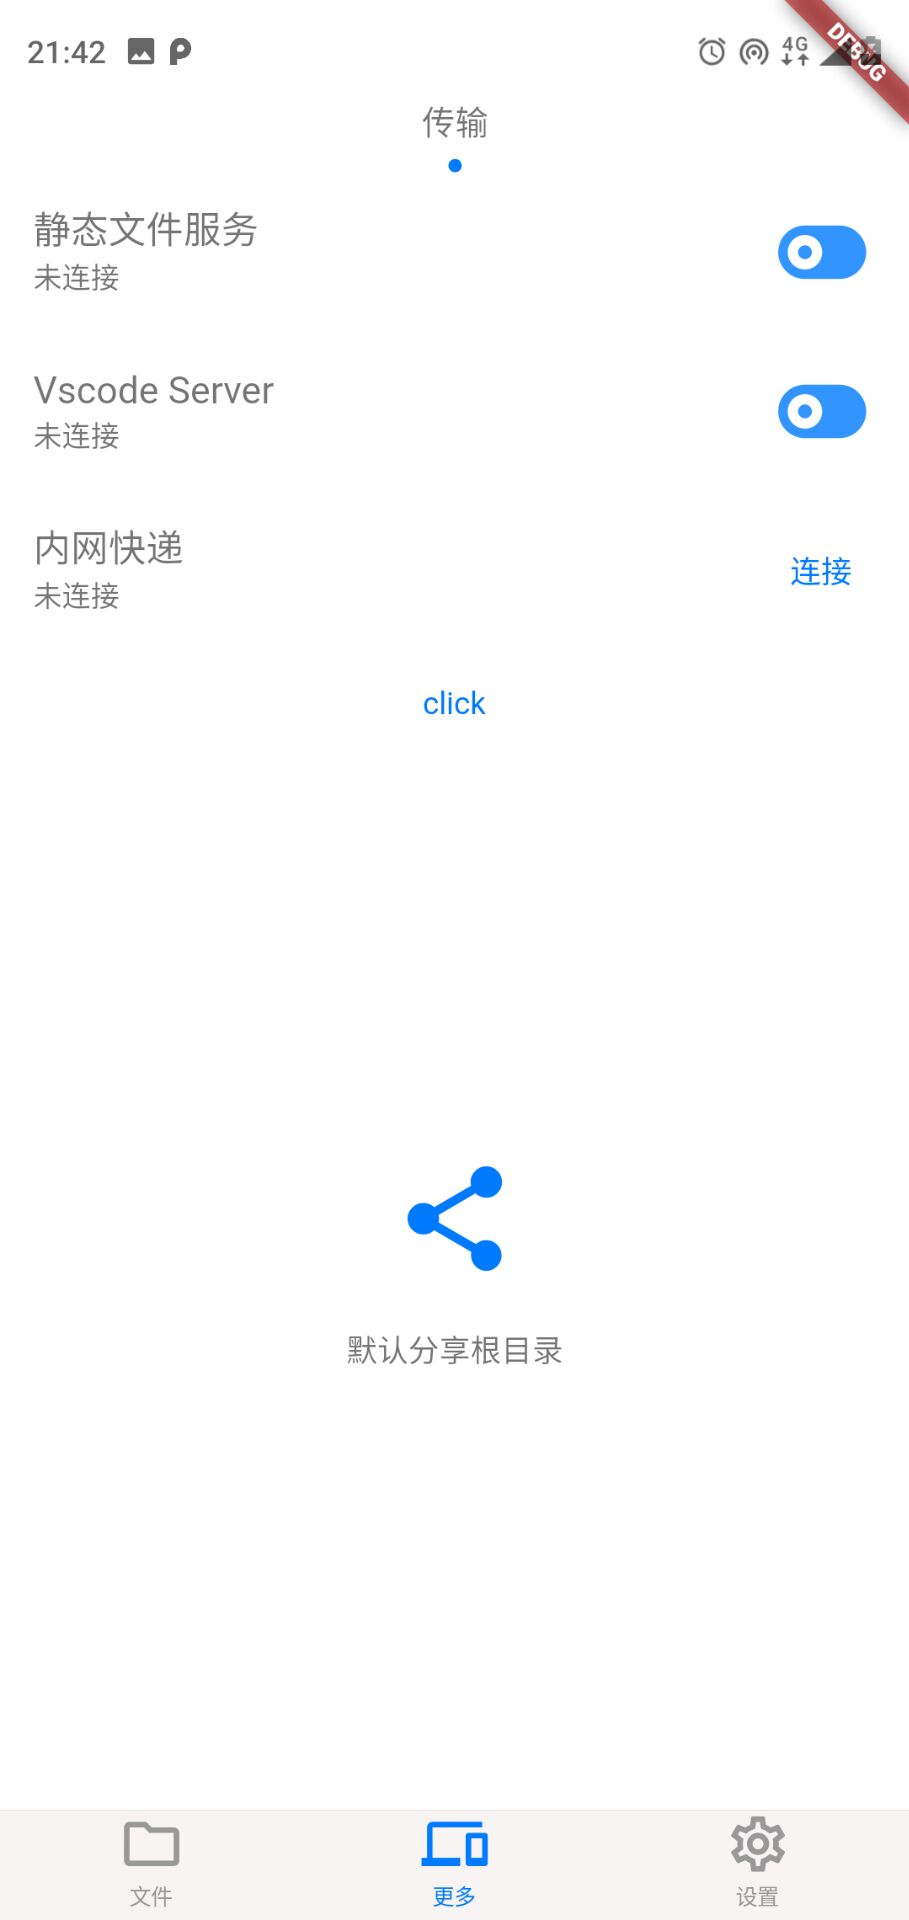 21:42
4G
DEBUG
传输
静态文件服务
未连接
Vscode Server
未连接
内网快递
未连接
连接
click
默认分享根目录
文件
更多
设置